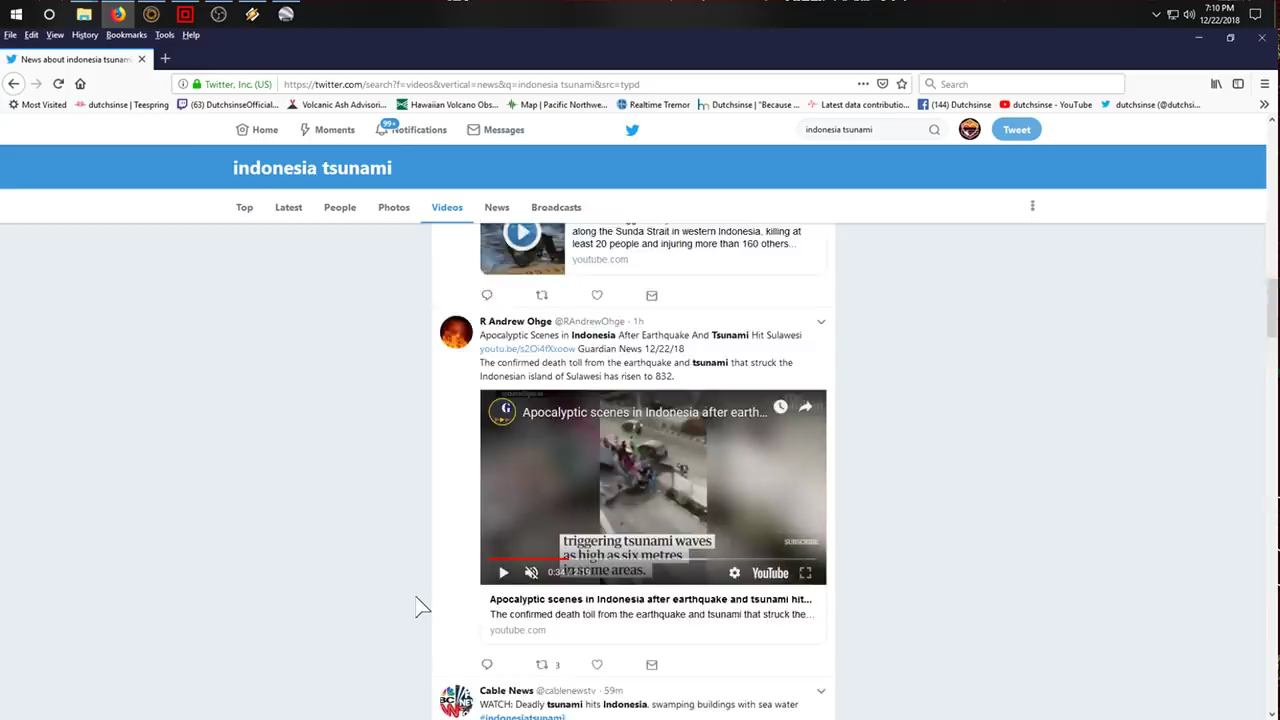 7:10 PM
12/22/2018
File Edit View History Bookmarks Tools Help
News about indonesia tsunami
Twitter, Inc. (US) https://twitter.com/search?f=videos&vertical=news&q=indonesia tsunami&src=typd Search
Most Visited dutchsinse | Teespring (63) DutchsinseOfficial... Volcanic Ash Advisori... Hawaiian Volcano Obs... Map | Pacific Northwe... Realtime Tremor Dutchsinse | "Because ... Latest data contributio... (144) Dutchsinse dutchsinse - YouTube dutchsinse (@dutchsi...
Home Moments 99+ Notifications Messages indonesia tsunami Tweet
indonesia tsunami
Top Latest People Photos Videos News Broadcasts
along the Sunda Strait in western Indonesia, killing at
least 20 people and injuring more than 160 others...
youtube.com
R Andrew Ohge @RAndrewOhge · 1h
Apocalyptic Scenes in Indonesia After Earthquake And Tsunami Hit Sulawesi
youtu.be/s2Oi4fXxoow Guardian News 12/22/18
The confirmed death toll from the earthquake and tsunami that struck the
Indonesian island of Sulawesi has risen to 832.
Apocalyptic scenes in Indonesia after earth...
triggering tsunami waves
as high as six metres
in some areas.
SUBSCRIBE
0:34 / 2:19
YouTube
Apocalyptic scenes in Indonesia after earthquake and tsunami hit...
The confirmed death toll from the earthquake and tsunami that struck the...
youtube.com
3
Cable News @cablenewstv · 59m
WATCH: Deadly tsunami hits Indonesia, swamping buildings with sea water
#indonesiatsunami